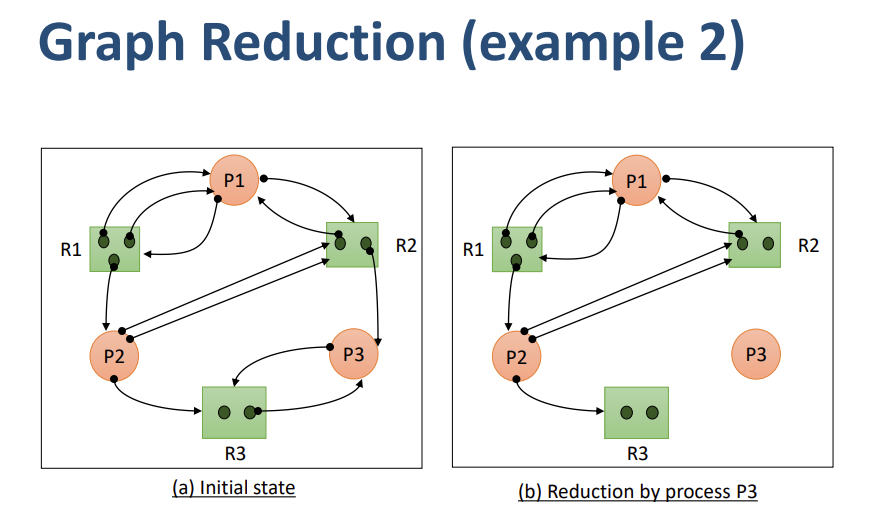 Graph Reduction (example 2)
P1
R1
R2
P2
P3
R3
(a) Initial state
P1
R1
R2
P2
P3
R3
(b) Reduction by process P3